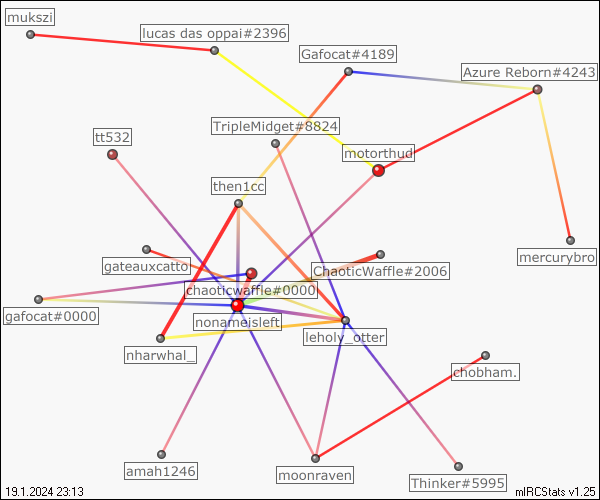 mukszi
lucas das oppai#2396
Gafocat#4189
Azure Reborn#4243
TripleMidget#8824
tt532
motorthud
then1cc
gateauxcatto
mercurybro
ChaoticWaffle#2006
chaoticwaffle#0000
gafocat#0000
nonameisleft
leholy_otter
nharwhal_
chobham.
amah1246
moonraven
Thinker#5995
19.1.2024 23:13
mIRCStats v1.25